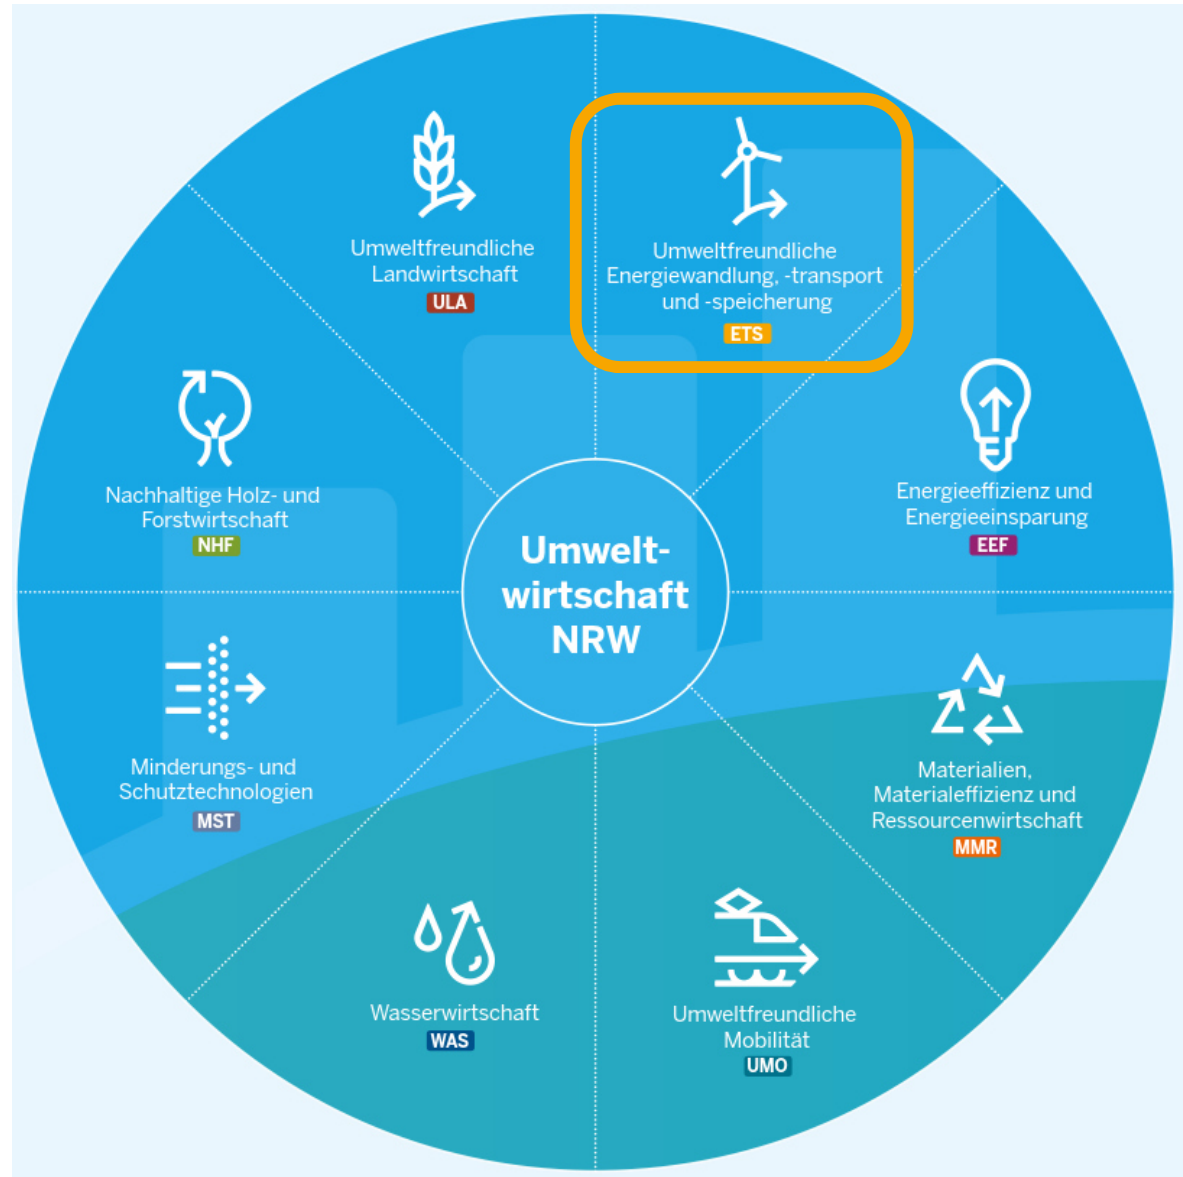 Umweltfreundliche
Landwirtschaft
ULA
Umweltfreundliche
Energiewandlung, -transport
und -speicherung
ETS
Nachhaltige Holz- und
Forstwirtschaft
NHF
Energieeffizienz und
Energieeinsparung
EEF
Umwelt-
wirtschaft
NRW
Minderungs- und
Schutztechnologien
MST
Materialien,
Materialeffizienz und
Ressourcenwirtschaft
MMR
Wasserwirtschaft
WAS
Umweltfreundliche
Mobilität
UMO